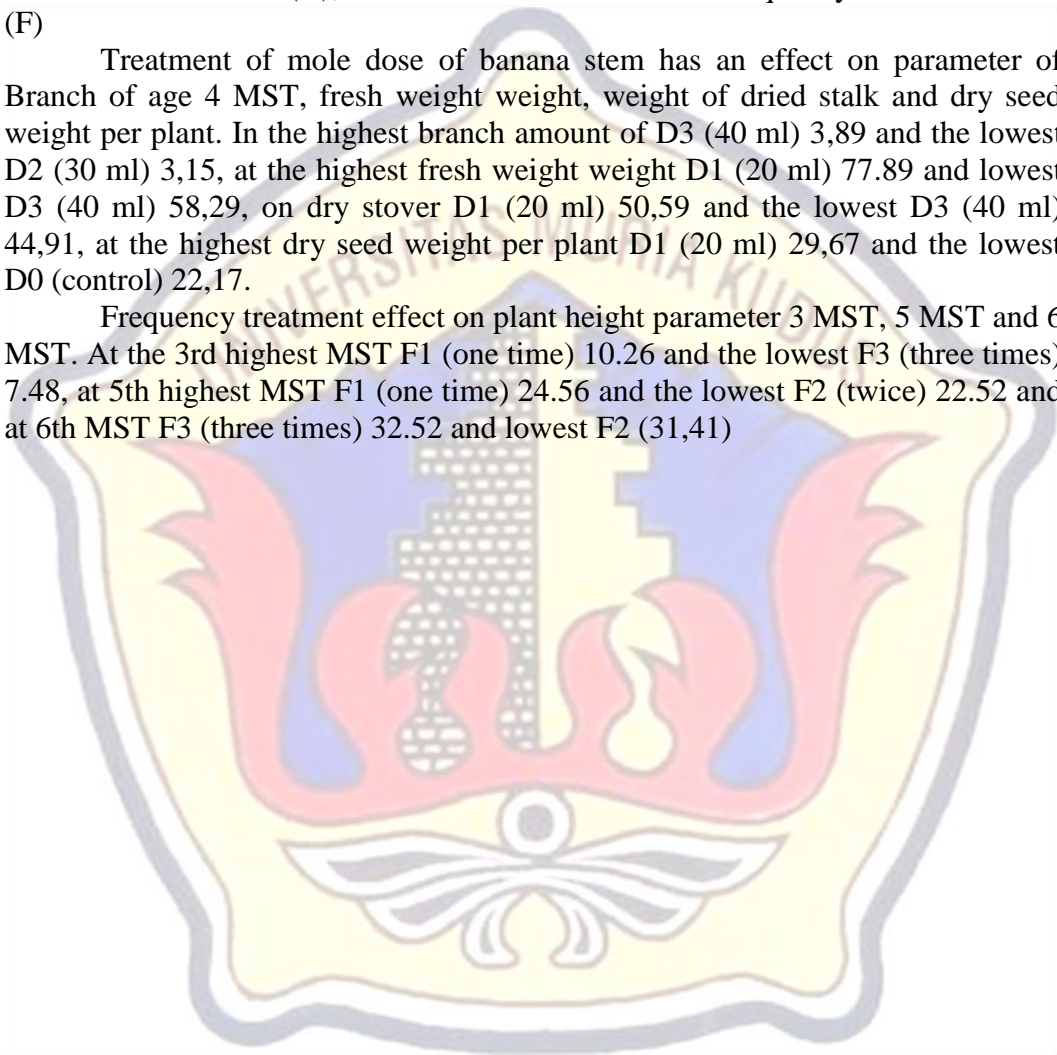 (F)
Treatment of mole dose of banana stem has an effect on parameter of
Branch of age 4 MST, fresh weight weight, weight of dried stalk and dry seed
weight per plant. In the highest branch amount of D3 (40 ml) 3,89 and the lowest
D2 (30 ml) 3,15, at the highest fresh weight weight D1 (20 ml) 77.89 and lowest
D3 (40 ml) 58,29, on dry stover D1 (20 ml) 50,59 and the lowest D3 (40 ml)
44,91, at the highest dry seed weight per plant D1 (20 ml) 29,67 and the lowest
D0 (control) 22,17.
Frequency treatment effect on plant height parameter 3 MST, 5 MST and 6
MST. At the 3rd highest MST F1 (one time) 10.26 and the lowest F3 (three times)
7.48, at 5th highest MST F1 (one time) 24.56 and the lowest F2 (twice) 22.52 and
at 6th MST F3 (three times) 32.52 and lowest F2 (31,41)
UNIVERSITAS MURIA KUDUS